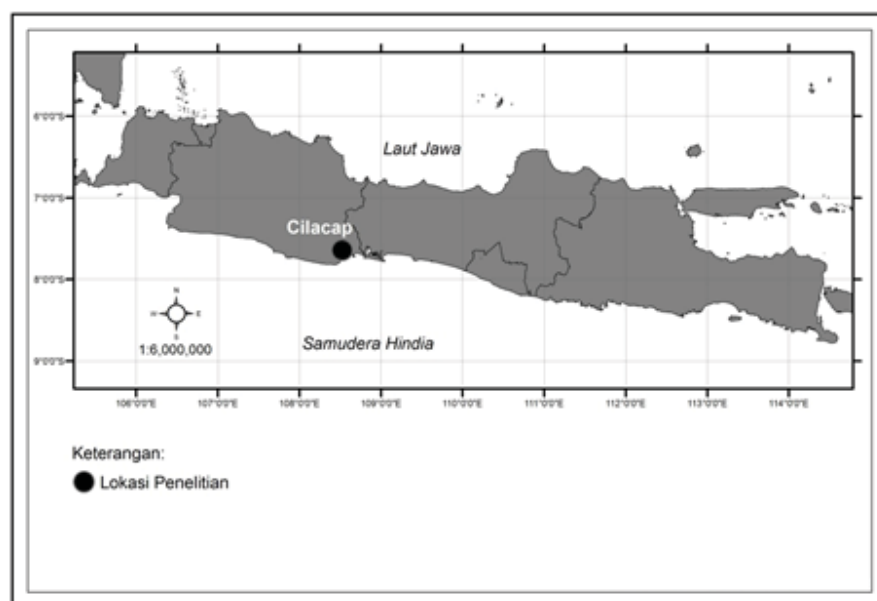 6°0'0"S
Laut Jawa
7°0'0"S
Cilacap
8°0'0"S
N
W E
S
1:6,000,000
Samudera Hindia
9°0'0"S
106°0'0"E 107°0'0"E 108°0'0"E 109°0'0"E 110°0'0"E 111°0'0"E 112°0'0"E 113°0'0"E 114°0'0"E
Keterangan:
Lokasi Penelitian